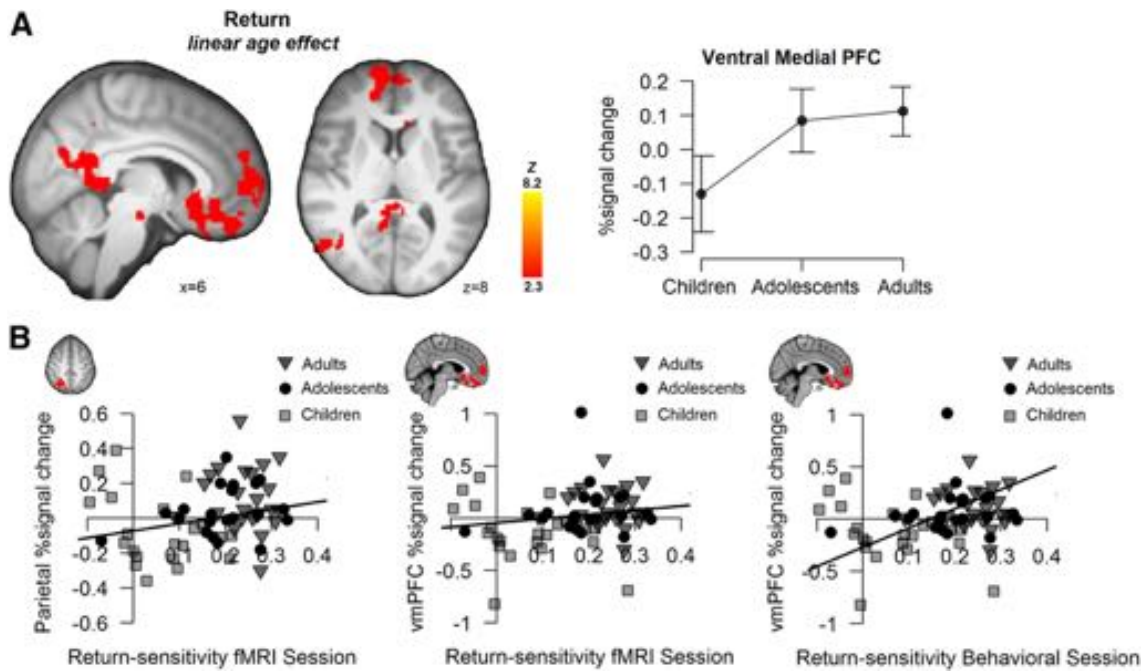 A
Return
linear age effect
x=6
z=8
Z
8.2
2.3
Ventral Medial PFC
%signal change
0.2
0.1
0.0
-0.1
-0.2
-0.3
Children Adolescents Adults
B
Adults
Adolescents
Children
Parietal %signal change
0.6
0.4
0.2
-0.2
-0.4
-0.6
0.1 0.2 0.3 0.4
Return-sensitivity fMRI Session
Adults
Adolescents
Children
vmPFC %signal change
1
0.5
-0.5
-1
0.1 0.2 0.3 0.4
Return-sensitivity fMRI Session
Adults
Adolescents
Children
vmPFC %signal change
1
0.5
-0.5
-1
0.1 0.2 0.3 0.4
Return-sensitivity Behavioral Session